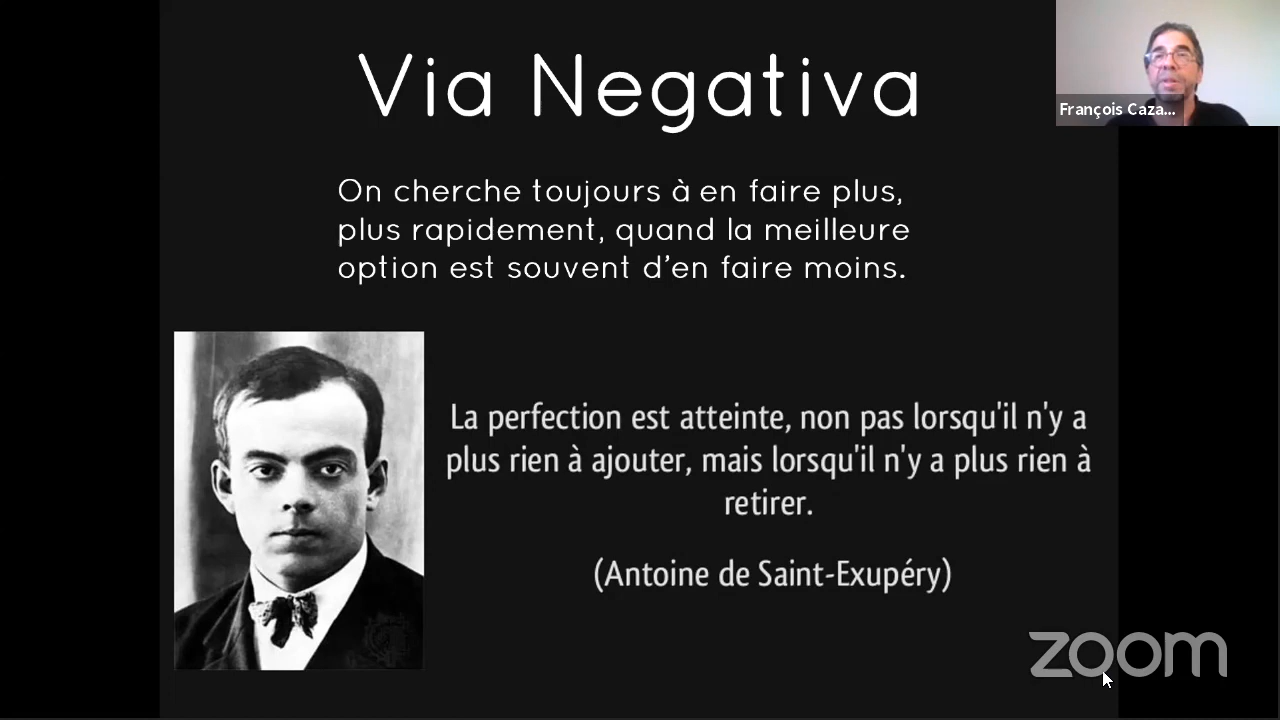 Via Negativa
François Caza...
On cherche toujours à en faire plus,
plus rapidement, quand la meilleure
option est souvent d’en faire moins.
La perfection est atteinte, non pas lorsqu'il n'y a
plus rien à ajouter, mais lorsqu'il n'y a plus rien à
retirer.
(Antoine de Saint-Exupéry)
zoom